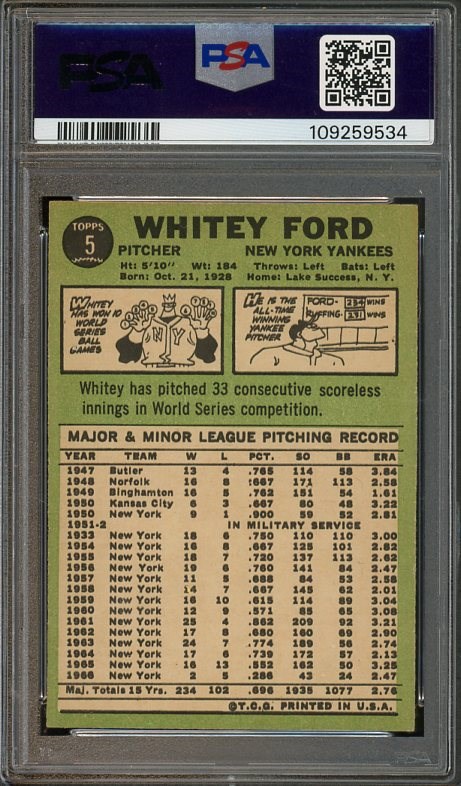 PSA
PSA
109259534
TOPPS
5
WHITEY FORD
PITCHER NEW YORK YANKEES
Ht: 5'10" Wt: 184 Throws: Left Bats: Left
Born: Oct. 21, 1928 Home: Lake Success, N. Y.
WHITEY HAS WON 10 WORLD SERIES BALL GAMES
NY
HE IS THE ALL-TIME WINNING YANKEE PITCHER
FORD- 234 WINS
RUFFING- 231 WINS
Whitey has pitched 33 consecutive scoreless
innings in World Series competition.
MAJOR & MINOR LEAGUE PITCHING RECORD
YEAR TEAM W L PCT. SO BB ERA
1947 Butler 13 4 .765 114 58 3.84
1948 Norfolk 16 8 .667 171 113 2.58
1949 Binghamton 16 5 .762 151 54 1.61
1950 Kansas City 6 3 .667 80 48 3.22
1950 New York 9 1 .900 59 52 2.81
1951-2 IN MILITARY SERVICE
1933 New York 18 6 .750 110 110 3.00
1954 New York 16 8 .667 125 101 2.82
1955 New York 18 7 .720 137 113 2.62
1956 New York 19 6 .760 141 84 2.47
1957 New York 11 5 .688 84 53 2.58
1958 New York 14 7 .667 145 62 2.01
1959 New York 16 10 .615 114 89 3.04
1960 New York 12 9 .571 85 65 3.08
1961 New York 25 4 .862 209 92 3.21
1962 New York 17 8 .680 160 69 2.90
1963 New York 24 7 .774 189 56 2.74
1964 New York 17 6 .739 172 57 2.13
1965 New York 16 13 .552 162 50 3.25
1966 New York 2 5 .286 43 24 2.47
Maj. Totals 15 Yrs. 234 102 .696 1935 1077 2.76
©T.C.G. PRINTED IN U.S.A.